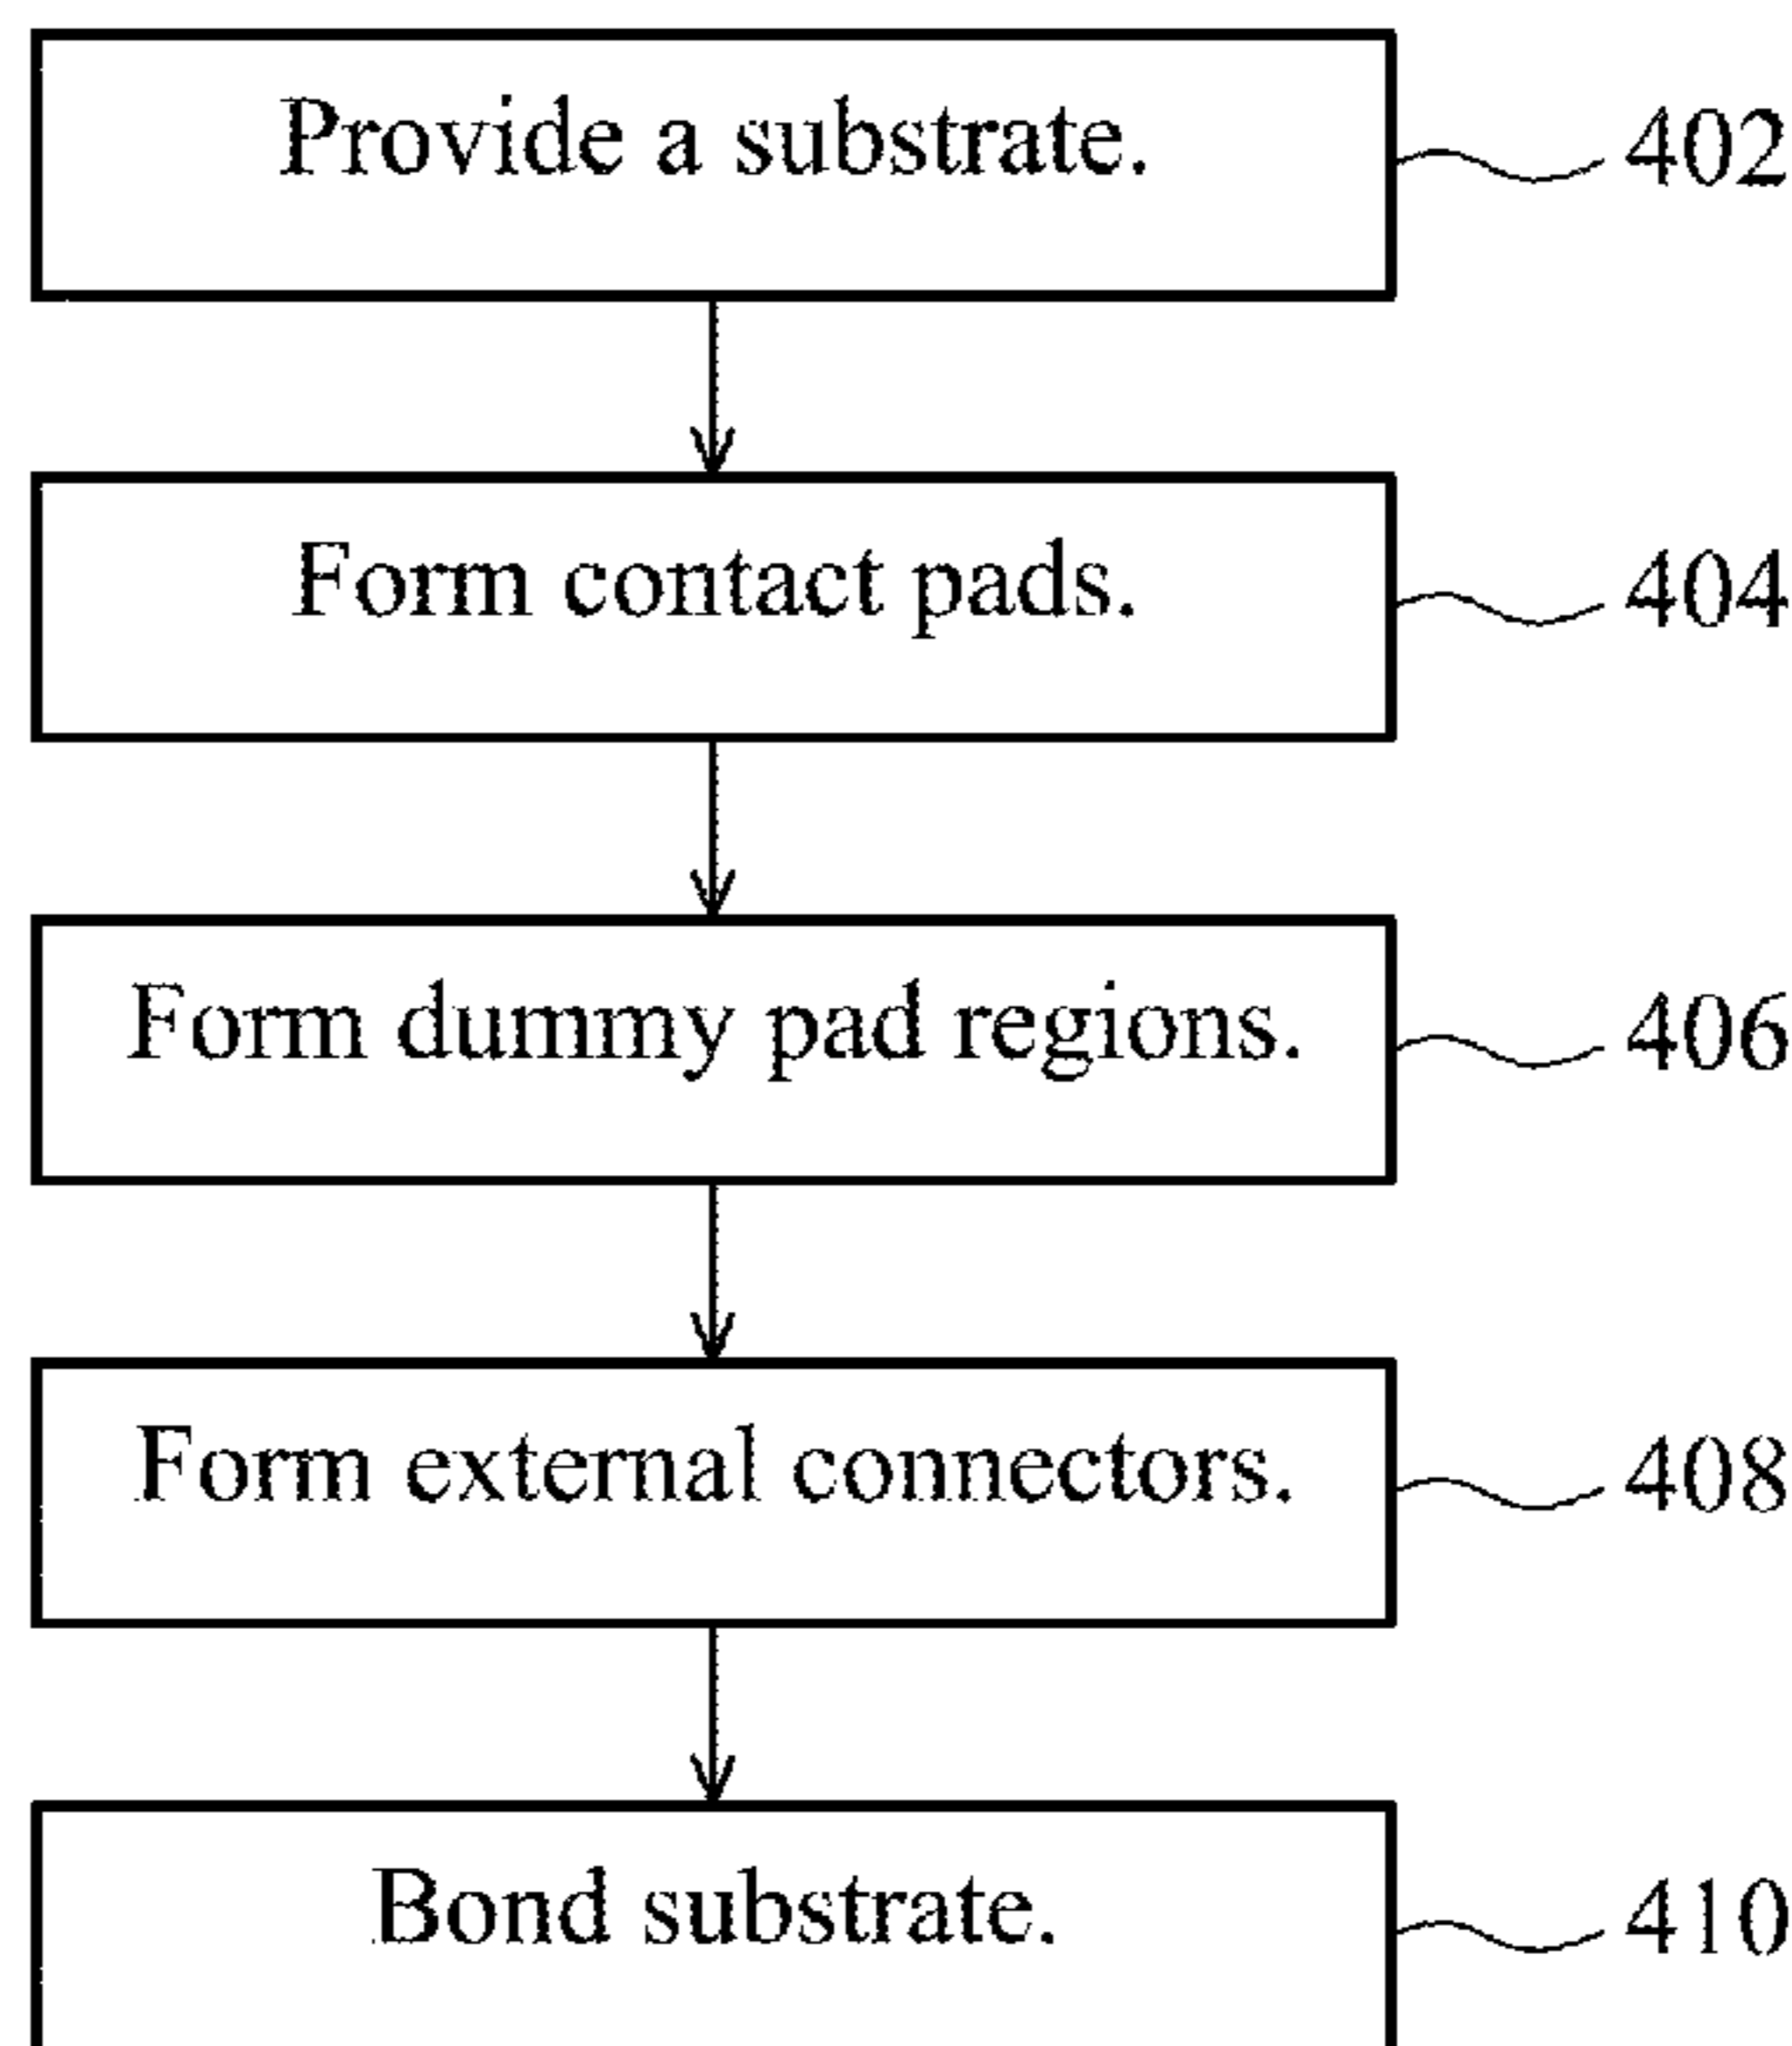 Provide a substrate.
402
Form contact pads.
404
Form dummy pad regions.
406
Form external connectors.
408
Bond substrate.
410